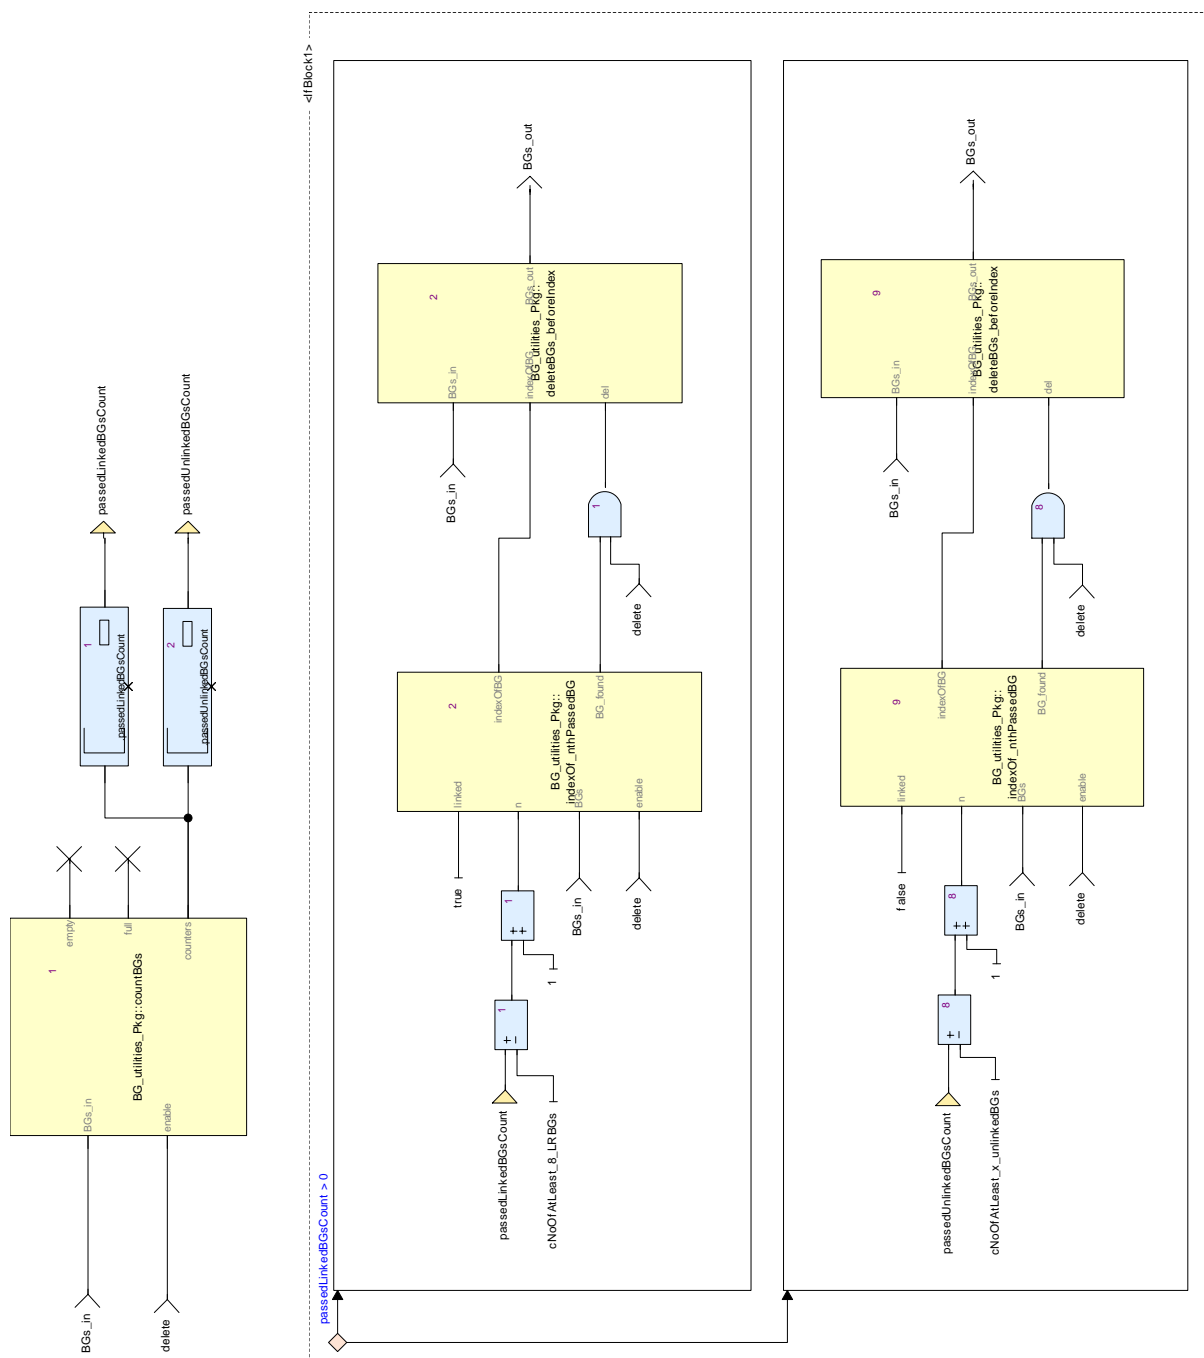 BGs_in
delete
1
BG_utilities_Pkg::countBGs
BGs_in
enable
empty
full
counters
1
.passedLinkedBGsCount
passedLinkedBGsCount
2
.passedUnlinkedBGsCount
passedUnlinkedBGsCount
<IfBlock1>
passedLinkedBGsCount > 0
passedLinkedBGsCount
cNoOfAtLeast_8_LRBGs
1
+
-
1
1
+
+
true
BGs_in
delete
2
BG_utilities_Pkg::
indexOf_nthPassedBG
linked
n
BGs
enable
indexOfBG
BG_found
delete
1
BGs_in
2
BG_utilities_Pkg::
deleteBGs_beforeIndex
BGs_in
indexOfBG
del
BGs_out
BGs_out
passedUnlinkedBGsCount
cNoOfAtLeast_x_unlinkedBGs
8
+
-
1
8
+
+
false
BGs_in
delete
9
BG_utilities_Pkg::
indexOf_nthPassedBG
linked
n
BGs
enable
indexOfBG
BG_found
delete
8
BGs_in
9
BG_utilities_Pkg::
deleteBGs_beforeIndex
BGs_in
indexOfBG
del
BGs_out
BGs_out